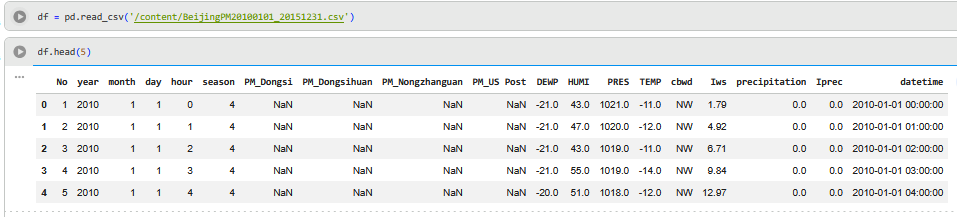 df = pd.read_csv('/content/BeijingPM20100101_20151231.csv')
df.head(5)
...
No year month day hour season PM_Dongsi PM_Dongsihuan PM_Nongzhanguan PM_US Post DEWP HUMI PRES TEMP cbwd Iws precipitation Iprec datetime
0 1 2010 1 1 0 4 NaN NaN NaN NaN -21.0 43.0 1021.0 -11.0 NW 1.79 0.0 0.0 2010-01-01 00:00:00
1 2 2010 1 1 1 4 NaN NaN NaN NaN -21.0 47.0 1020.0 -12.0 NW 4.92 0.0 0.0 2010-01-01 01:00:00
2 3 2010 1 1 2 4 NaN NaN NaN NaN -21.0 43.0 1019.0 -11.0 NW 6.71 0.0 0.0 2010-01-01 02:00:00
3 4 2010 1 1 3 4 NaN NaN NaN NaN -21.0 55.0 1019.0 -14.0 NW 9.84 0.0 0.0 2010-01-01 03:00:00
4 5 2010 1 1 4 4 NaN NaN NaN NaN -20.0 51.0 1018.0 -12.0 NW 12.97 0.0 0.0 2010-01-01 04:00:00